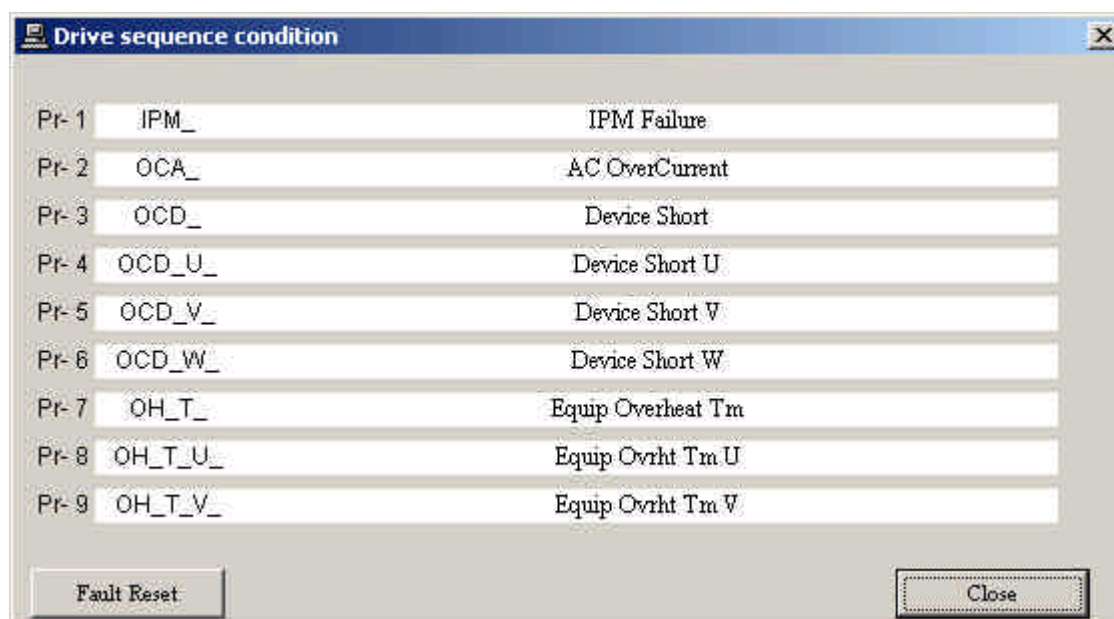 Drive sequence condition
Pr- 1 IPM_ IPM Failure
Pr- 2 OCA_ AC OverCurrent
Pr- 3 OCD_ Device Short
Pr- 4 OCD_U_ Device Short U
Pr- 5 OCD_V_ Device Short V
Pr- 6 OCD_W_ Device Short W
Pr- 7 OH_T_ Equip Overheat Tm
Pr- 8 OH_T_U_ Equip Ovrht Tm U
Pr- 9 OH_T_V_ Equip Ovrht Tm V
Fault Reset Close